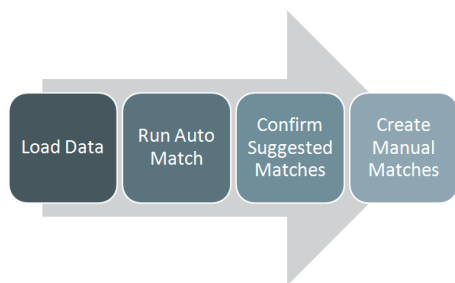 Load Data
Run Auto
Match
Confirm
Suggested
Matches
Create
Manual
Matches